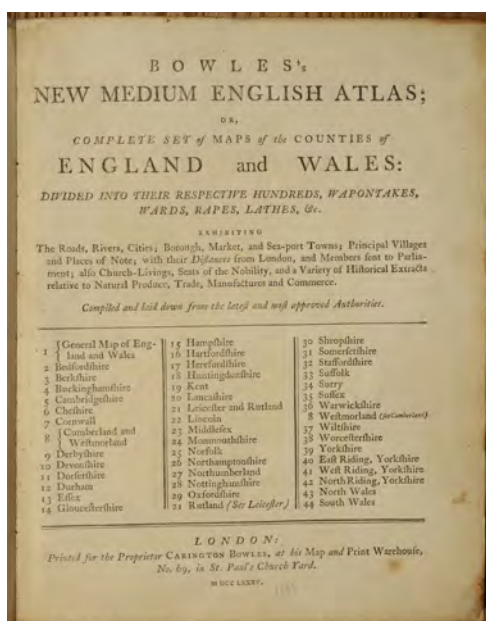 BOWLES's
NEW MEDIUM ENGLISH ATLAS;
OR,
COMPLETE SET of MAPS of the COUNTIES of
ENGLAND and WALES:
DIVIDED INTO THEIR RESPECTIVE HUNDREDS, WAPONTAKES,
WARDS, RAPES, LATHES, &c.
EXHIBITING
The Roads, Rivers, Cities; Borough, Market, and Sea-port Towns; Principal Villages
and Places of Note; with their Diſtances from London, and Members ſent to Parlia-
ment; alſo Church-Livings, Seats of the Nobility, and a Variety of Hiſtorical Extracts
relative to Natural Produce, Trade, Manufactures and Commerce.
Compiled and laid down from the lateſt and moſt approved Authorities.
1 { General Map of Eng-
land and Wales
2 Bedfordſhire
3 Berkſhire
4 Buckinghamſhire
5 Cambridgeſhire
6 Cheſhire
7 Cornwall
8 { Cumberland and
Weſtmorland
9 Derbyſhire
10 Devonſhire
11 Dorſetſhire
12 Durham
13 Eſſex
14 Glouceſterſhire
15 Hampſhire
16 Hartfordſhire
17 Herefordſhire
18 Huntingdonſhire
19 Kent
20 Lancaſhire
21 Leiceſter and Rutland
22 Lincoln
23 Middleſex
24 Monmouthſhire
25 Norfolk
26 Northamptonſhire
27 Northumberland
28 Nottinghamſhire
29 Oxfordſhire
21 Rutland (See Leiceſter)
30 Shropſhire
31 Somerſetſhire
32 Staffordſhire
33 Suffolk
34 Surry
35 Suſſex
36 Warwickſhire
8 Weſtmorland (See Cumberland)
37 Wiltſhire
38 Worceſterſhire
39 Yorkſhire
40 Eaſt Riding, Yorkſhire
41 Weſt Riding, Yorkſhire
42 North Riding, Yorkſhire
43 North Wales
44 South Wales
LONDON:
Printed for the Proprietor CARINGTON BOWLES, at his Map and Print Warehouſe,
No. 69, in St. Paul's Church Yard.
MDCCLXXXV.